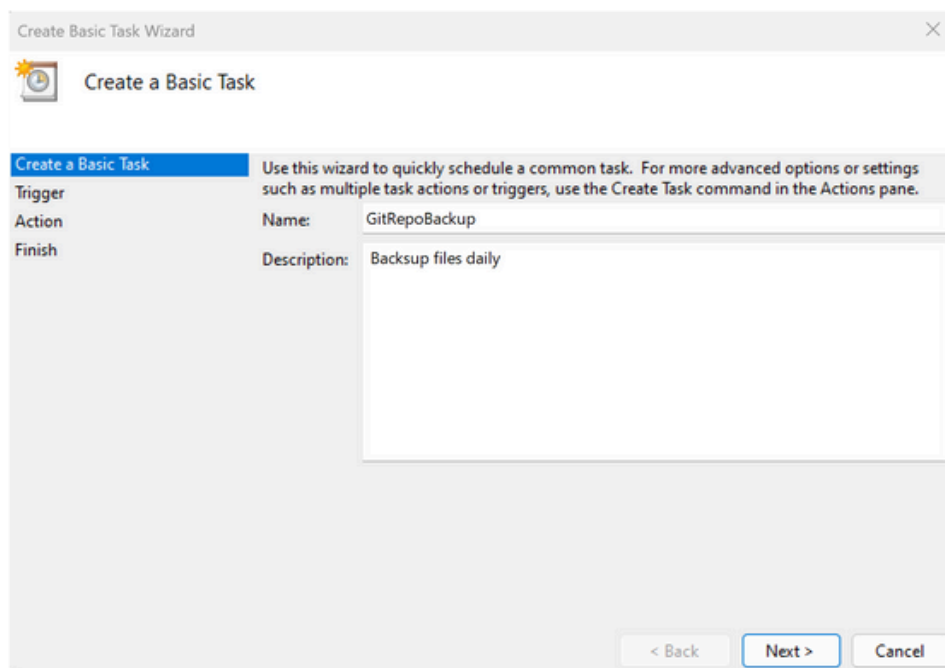 Create Basic Task Wizard
Create a Basic Task
Create a Basic Task
Trigger
Action
Finish
Use this wizard to quickly schedule a common task. For more advanced options or settings
such as multiple task actions or triggers, use the Create Task command in the Actions pane.
Name: GitRepoBackup
Description: Backsup files daily
< Back Next > Cancel